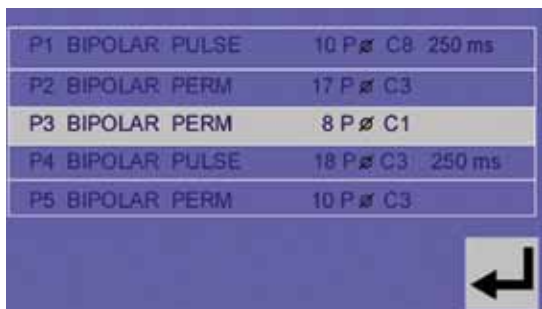 P1 BIPOLAR PULSE 10 P ø C8 250 ms
P2 BIPOLAR PERM 17 P ø C3
P3 BIPOLAR PERM 8 P ø C1
P4 BIPOLAR PULSE 18 P ø C3 250 ms
P5 BIPOLAR PERM 10 P ø C3